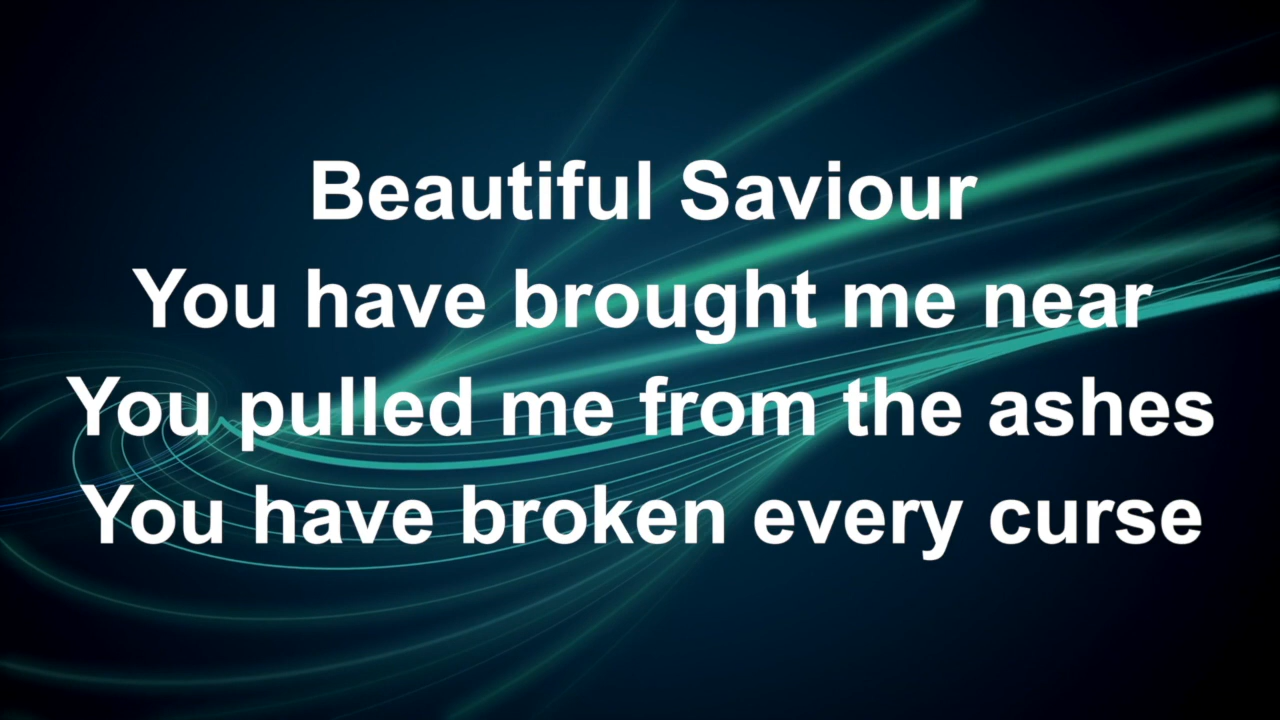 Beautiful Saviour
You have brought me near
You pulled me from the ashes
You have broken every curse